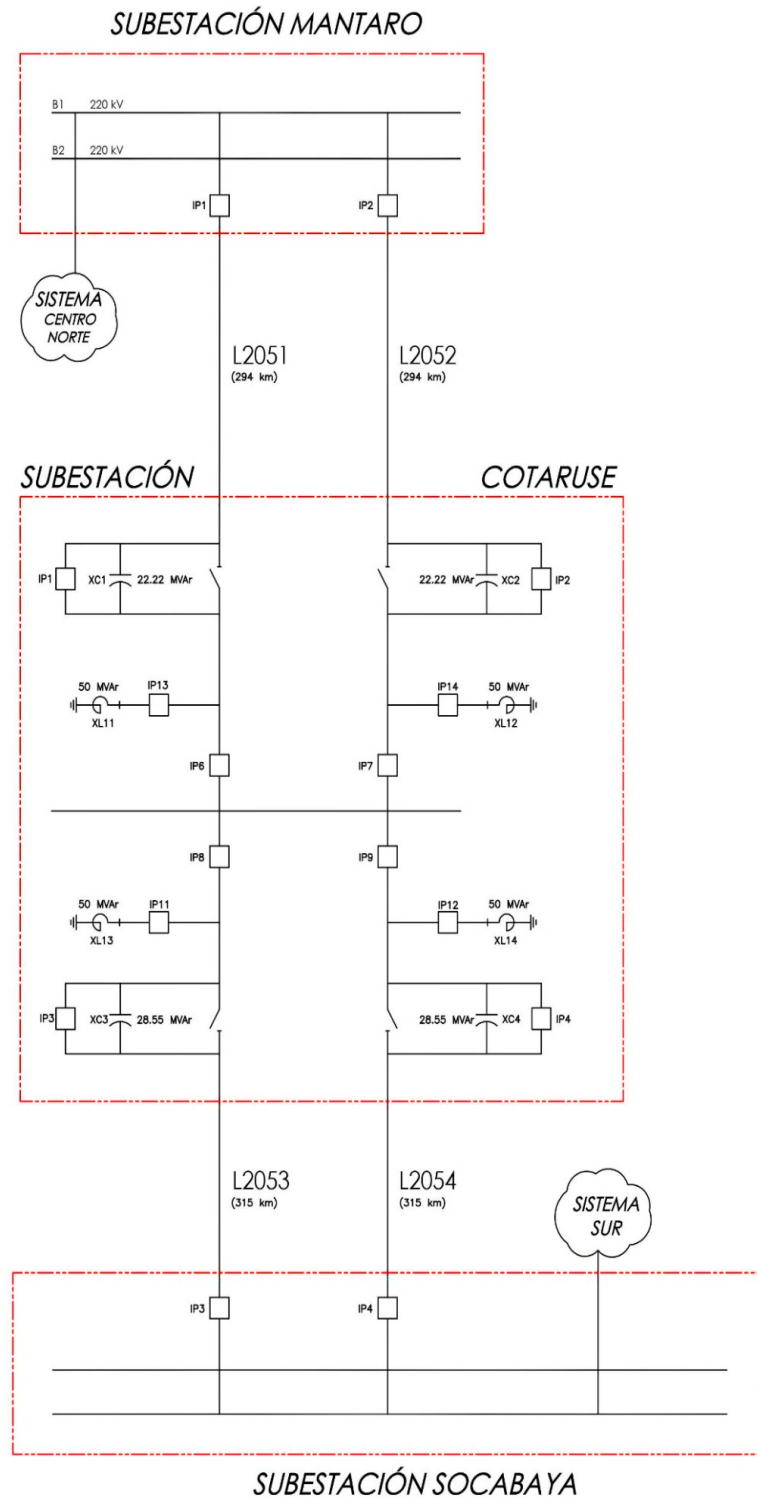 SUBESTACIÓN MANTARO
B1 220 kV
B2 220 kV
IP1
IP2
SISTEMA
CENTRO
NORTE
L2051
(294 km)
L2052
(294 km)
SUBESTACIÓN COTARUSE
IP1 XC1 22.22 MVAr
22.22 MVAr XC2 IP2
50 MVAr IP13
XL11
IP14 50 MVAr
XL12
IP6
IP7
IP8
IP9
50 MVAr IP11
XL13
IP12 50 MVAr
XL14
IP3 XC3 28.55 MVAr
28.55 MVAr XC4 IP4
L2053
(315 km)
L2054
(315 km)
SISTEMA
SUR
IP3
IP4
SUBESTACIÓN SOCABAYA